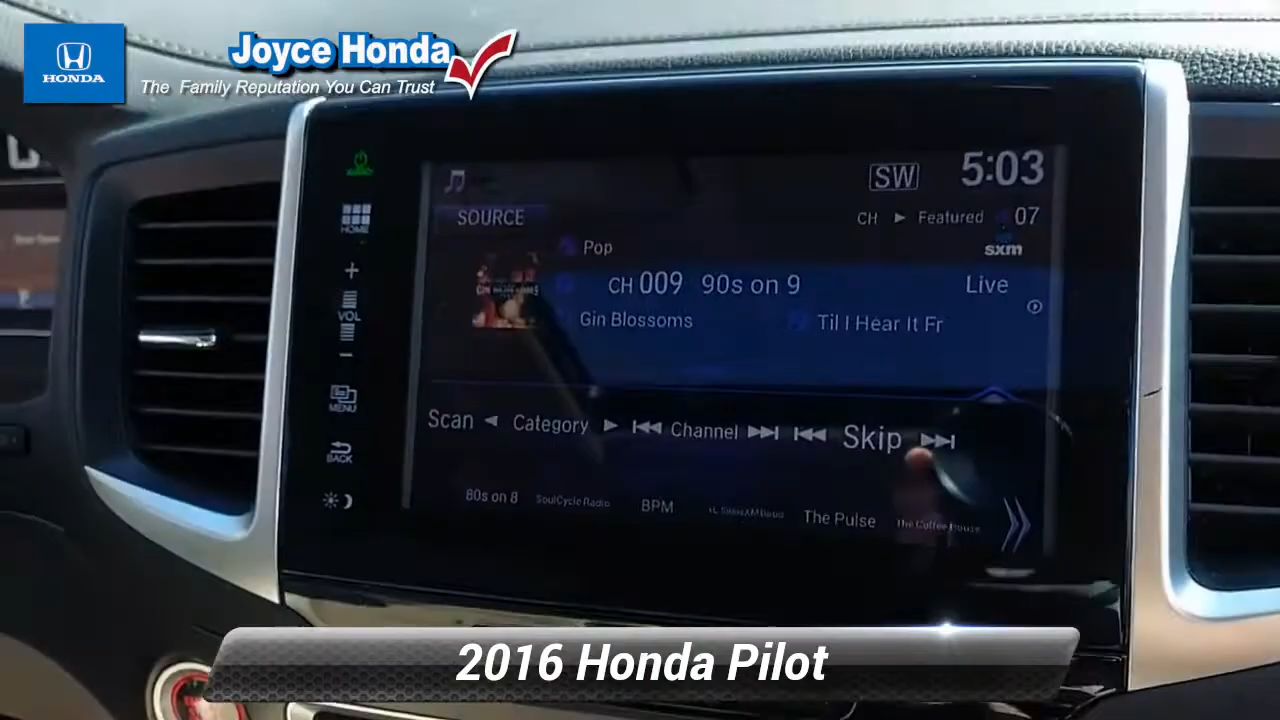 HONDA
Joyce Honda
The Family Reputation You Can Trust
SW 5:03
SOURCE
CH Featured 07
sxm
Pop
CH 009 90s on 9 Live
Gin Blossoms Til I Hear It Fr
HOME
VOL
MENU
BACK
Scan Category Channel Skip
80s on 8 SoulCycle Radio BPM The Pulse The Coffee House
2016 Honda Pilot